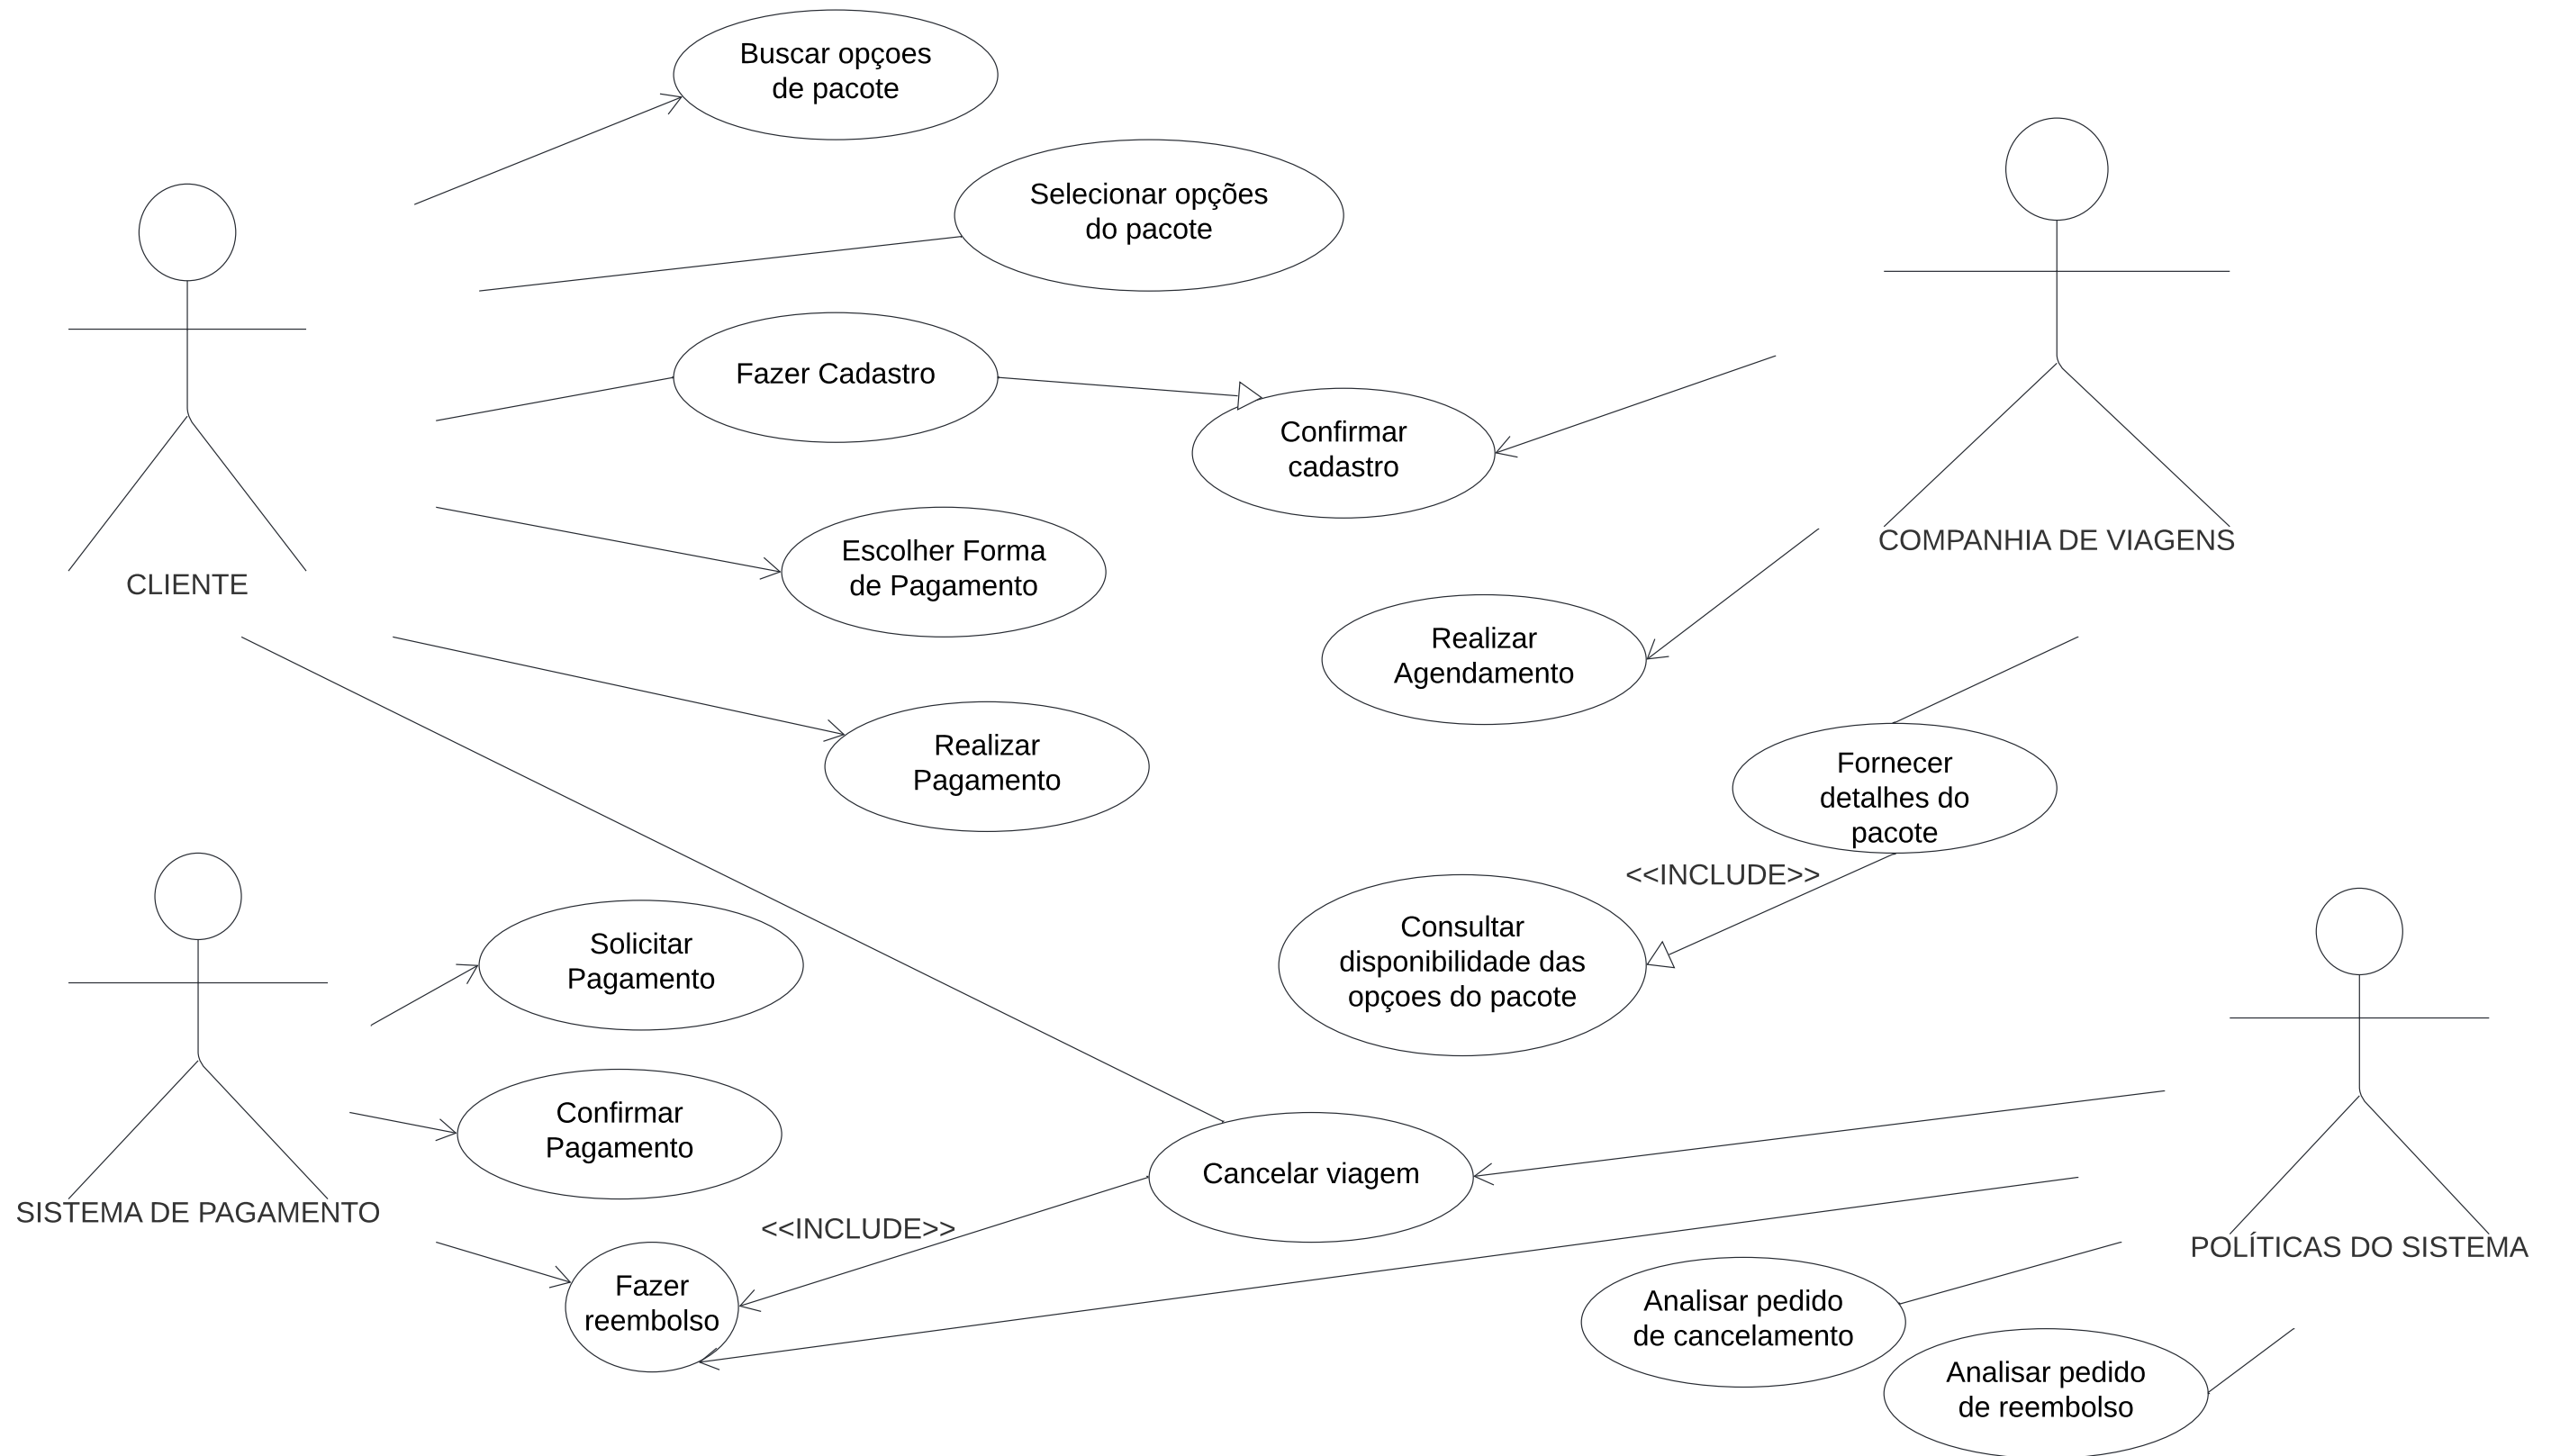 Buscar opçoes
de pacote
Selecionar opções
do pacote
Fazer Cadastro
Confirmar
cadastro
COMPANHIA DE VIAGENS
Escolher Forma
de Pagamento
CLIENTE
Realizar
Agendamento
Realizar
Pagamento
Fornecer
detalhes do
pacote
<<INCLUDE>>
Consultar
disponibilidade das
opçoes do pacote
Solicitar
Pagamento
Confirmar
Pagamento
Cancelar viagem
SISTEMA DE PAGAMENTO
<<INCLUDE>>
POLÍTICAS DO SISTEMA
Fazer
reembolso
Analisar pedido
de cancelamento
Analisar pedido
de reembolso